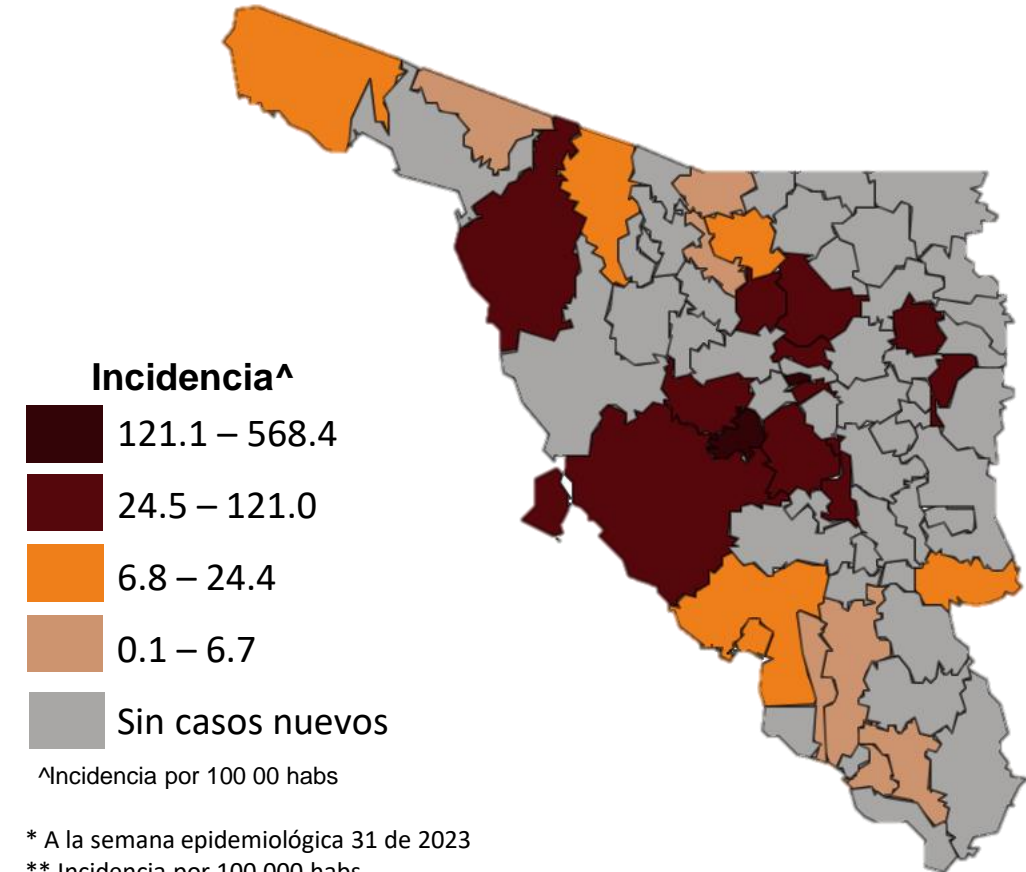 Incidencia^
121.1 – 568.4
24.5 – 121.0
6.8 – 24.4
0.1 – 6.7
Sin casos nuevos
^Incidencia por 100 00 habs
* A la semana epidemiológica 31 de 2023
** Incidencia por 100 000 habs